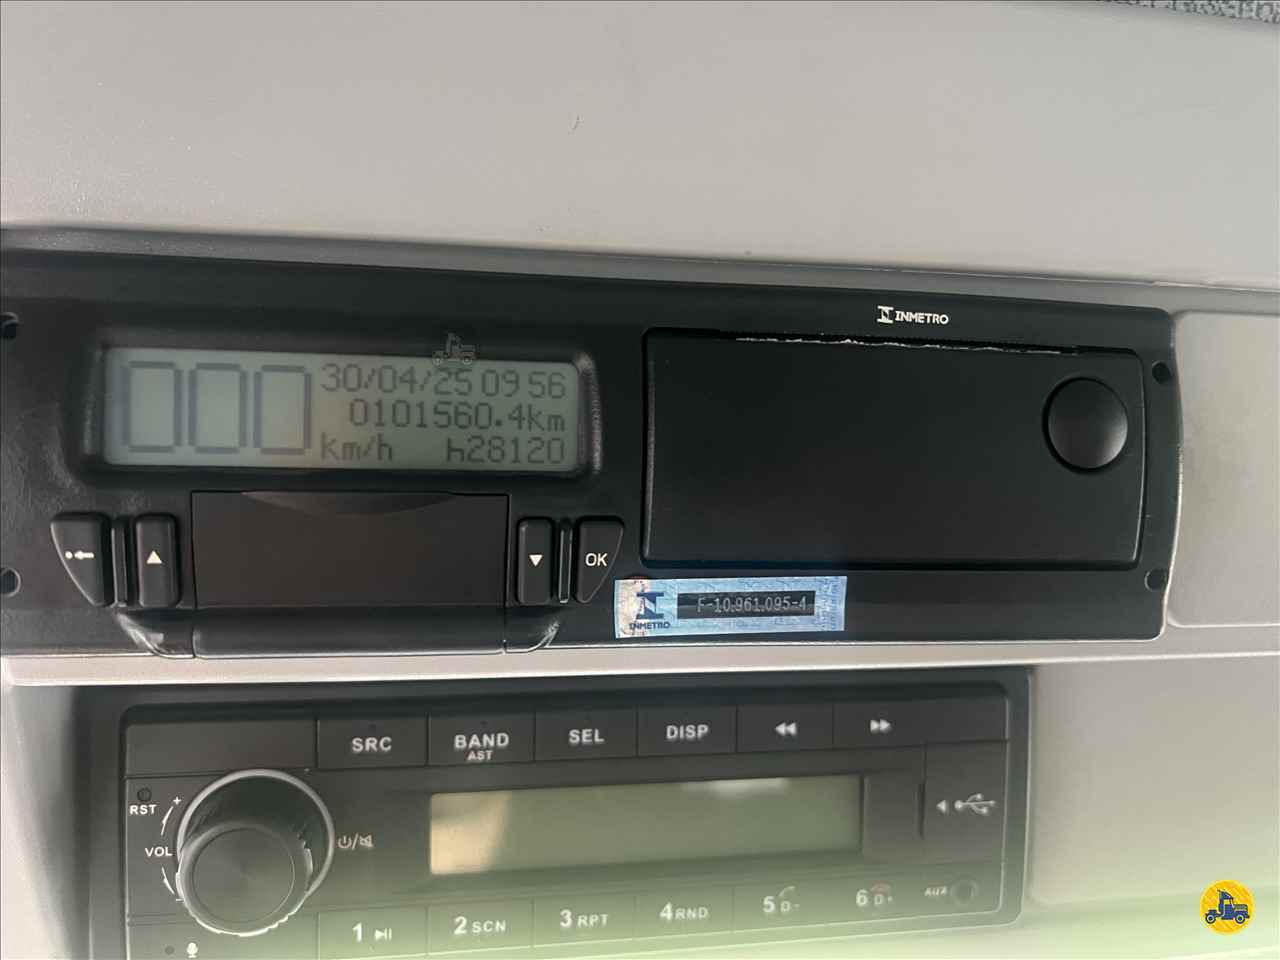 INMETRO
000
30/04/25 09 56
0101560.4km
km/h h28120
OK
INMETRO F-10.961.095-4
SRC BAND SEL DISP
AST
RST
VOL
1 2 SCN 3 RPT 4 RND 5 D- 6 D+
AUX